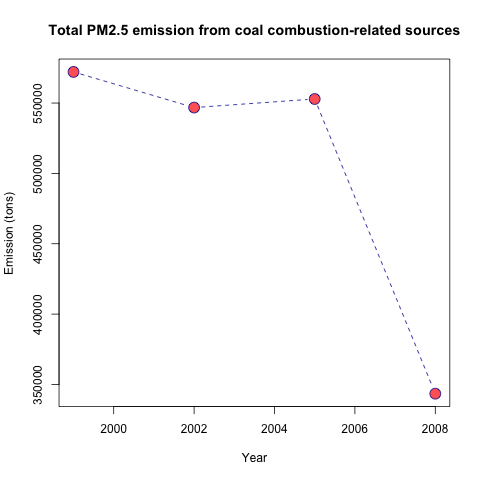 Total PM2.5 emission from coal combustion-related sources
550000
500000
450000
400000
350000
Emission (tons)
2000 2002 2004 2006 2008
Year